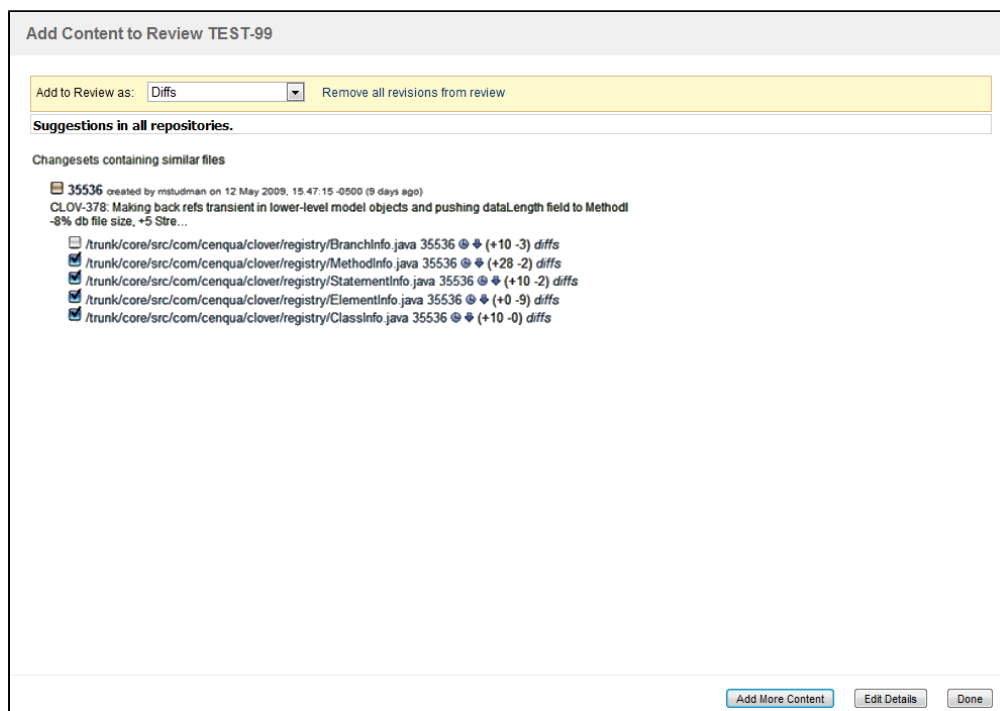 Add Content to Review TEST-99
Add to Review as: Diffs Remove all revisions from review
Suggestions in all repositories.
Changesets containing similar files
35536 created by mstudman on 12 May 2009, 15:47:15 -0500 (9 days ago)
CLOV-378: Making back refs transient in lower-level model objects and pushing dataLength field to MethodI
-8% db file size, +5 Stre...
/trunk/core/src/com/cenqua/clover/registry/BranchInfo.java 35536 (+10 -3) diffs
/trunk/core/src/com/cenqua/clover/registry/MethodInfo.java 35536 (+28 -2) diffs
/trunk/core/src/com/cenqua/clover/registry/StatementInfo.java 35536 (+10 -2) diffs
/trunk/core/src/com/cenqua/clover/registry/ElementInfo.java 35536 (+0 -9) diffs
/trunk/core/src/com/cenqua/clover/registry/ClassInfo.java 35536 (+10 -0) diffs
Add More Content Edit Details Done